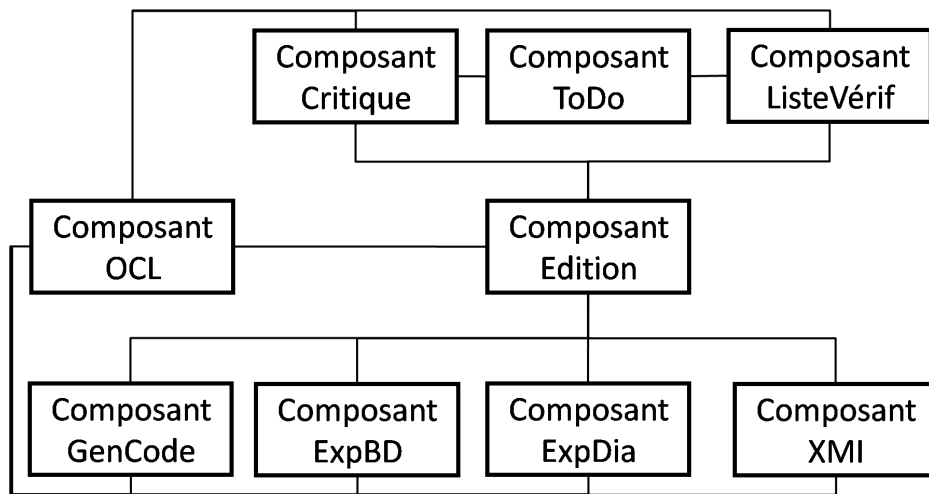 Composant
Critique
Composant
ToDo
Composant
ListeVérif
Composant
OCL
Composant
Edition
Composant
GenCode
Composant
ExpBD
Composant
ExpDia
Composant
XMI